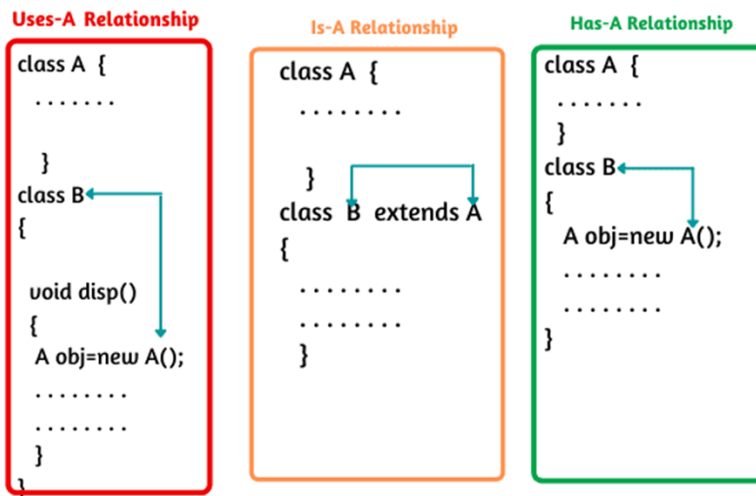 Uses-A Relationship
class A {
. . . . . . .
}
class B
{
void disp()
{
A obj=new A();
. . . . . . . .
. . . . . . . .
}
}
Is-A Relationship
class A {
. . . . . . . .
}
class B extends A
{
. . . . . . . .
. . . . . . . .
}
Has-A Relationship
class A {
. . . . . . .
}
class B
{
A obj=new A();
. . . . . . . .
. . . . . . . .
}